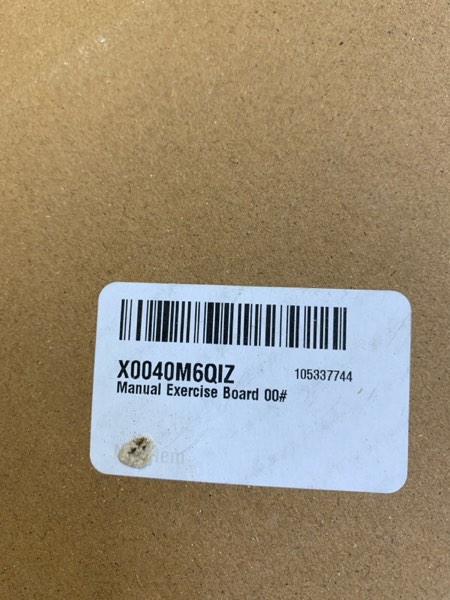 X0040M6QIZ 105337744
Manual Exercise Board 00#